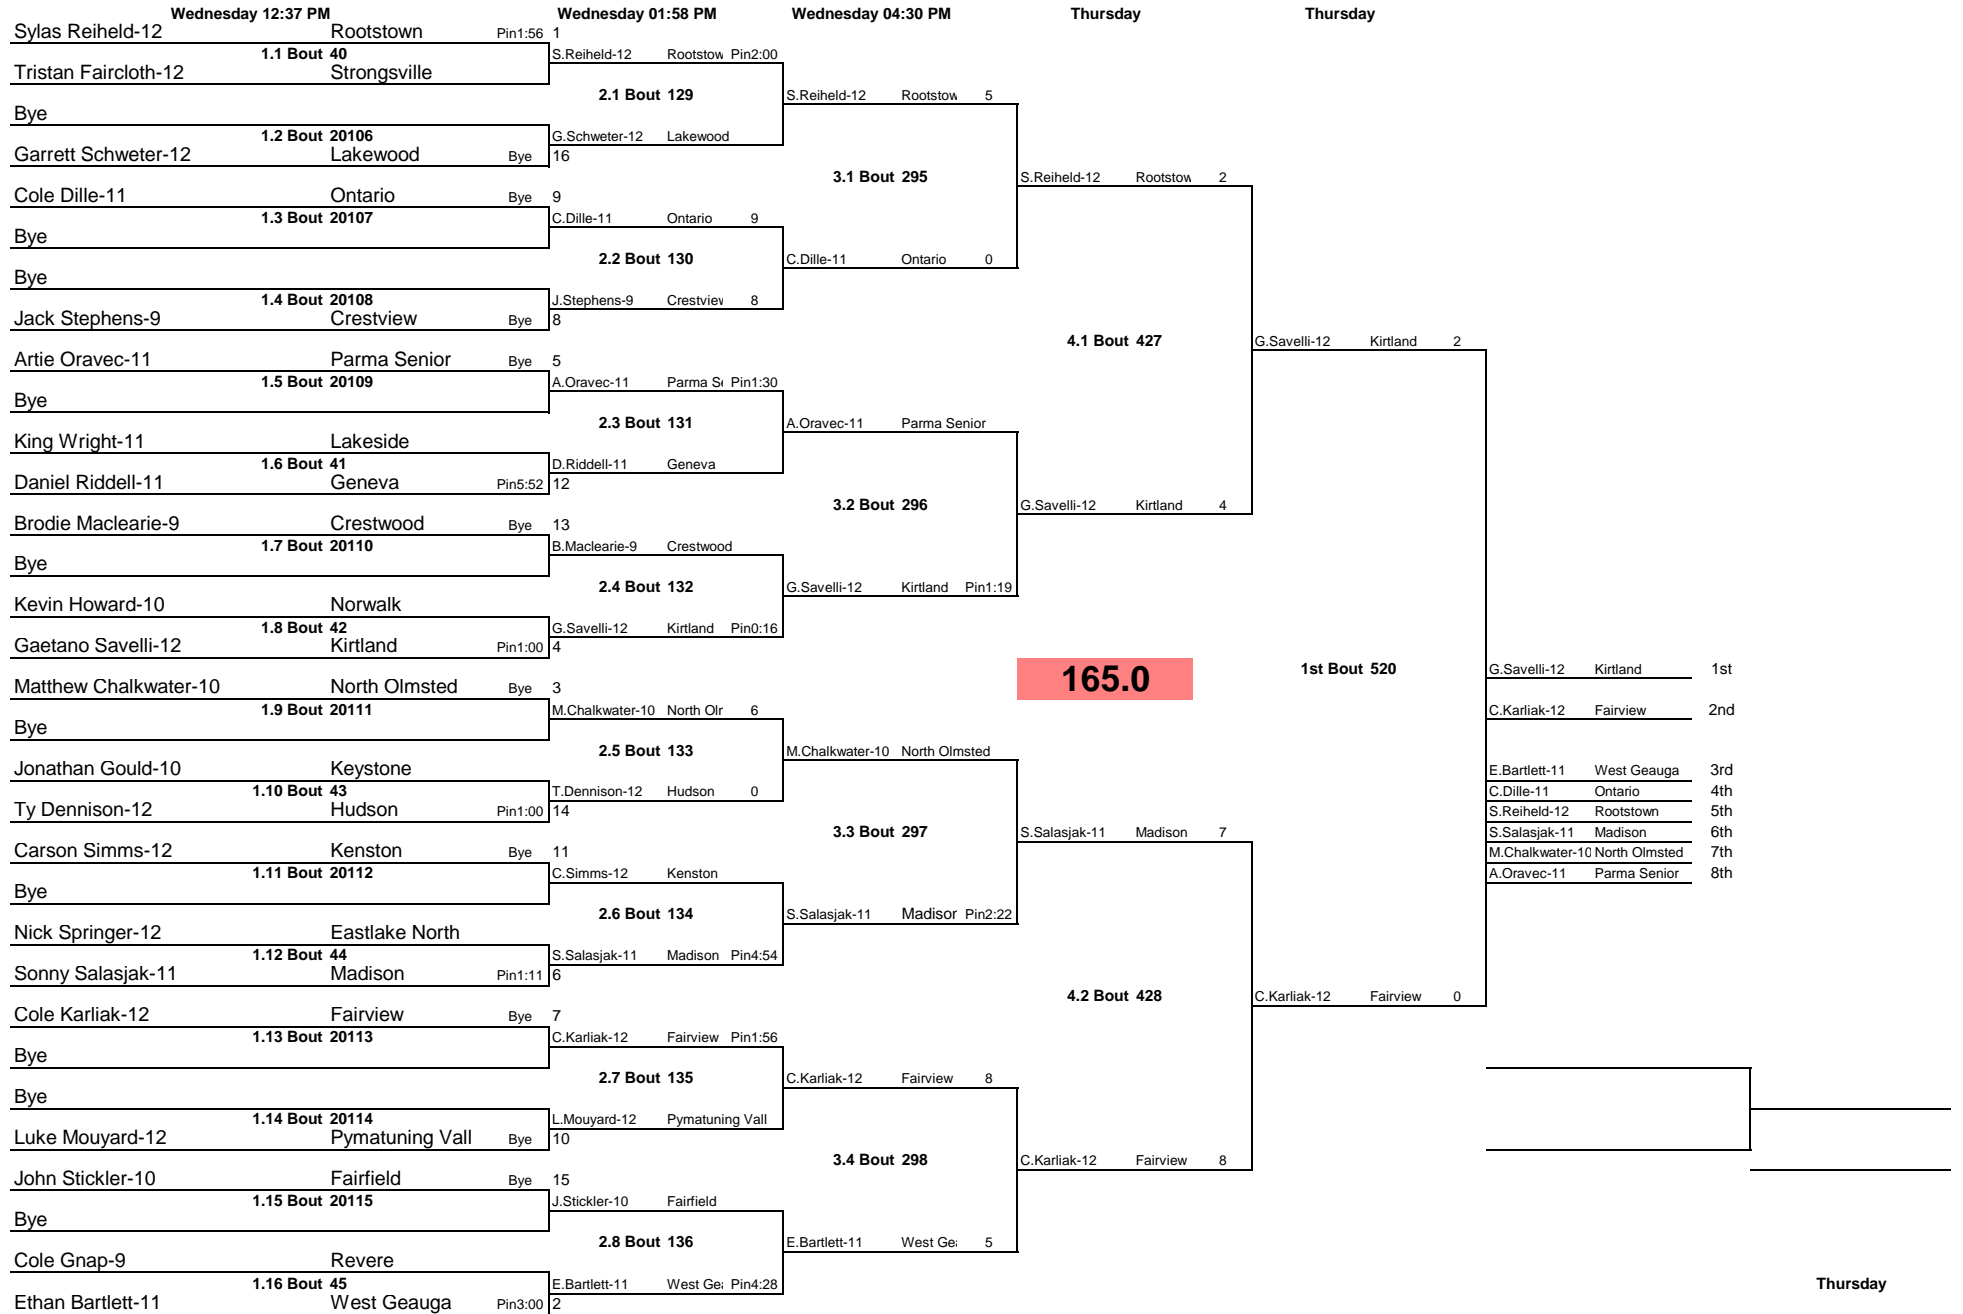 Wednesday 12:37 PM Wednesday 01:58 PM Wednesday 04:30 PM Thursday Thursday
Sylas Reiheld-12 Rootstown Pin1:56 1
1.1 Bout 40
Tristan Faircloth-12 Strongsville
Bye
1.2 Bout 20106
Garrett Schweter-12 Lakewood Bye 16
Cole Dille-11 Ontario Bye 9
1.3 Bout 20107
Bye
Bye
1.4 Bout 20108
Jack Stephens-9 Crestview Bye 8
Artie Oravec-11 Parma Senior Bye 5
1.5 Bout 20109
Bye
King Wright-11 Lakeside
1.6 Bout 41
Daniel Riddell-11 Geneva Pin5:52 12
Brodie Maclearie-9 Crestwood Bye 13
1.7 Bout 20110
Bye
Kevin Howard-10 Norwalk
1.8 Bout 42
Gaetano Savelli-12 Kirtland Pin1:00 4
Matthew Chalkwater-10 North Olmsted Bye 3
1.9 Bout 20111
Bye
Jonathan Gould-10 Keystone
1.10 Bout 43
Ty Dennison-12 Hudson Pin1:00 14
Carson Simms-12 Kenston Bye 11
1.11 Bout 20112
Bye
Nick Springer-12 Eastlake North
1.12 Bout 44
Sonny Salasjak-11 Madison Pin1:11 6
Cole Karliak-12 Fairview Bye 7
1.13 Bout 20113
Bye
Bye
1.14 Bout 20114
Luke Mouyard-12 Pymatuning Vall Bye 10
John Stickler-10 Fairfield Bye 15
1.15 Bout 20115
Bye
Cole Gnap-9 Revere
1.16 Bout 45
Ethan Bartlett-11 West Geauga Pin3:00 2
S.Reiheld-12 Rootstow Pin2:00
2.1 Bout 129
G.Schweter-12 Lakewood
C.Dille-11 Ontario 9
2.2 Bout 130
J.Stephens-9 Crestview 8
A.Oravec-11 Parma Se Pin1:30
2.3 Bout 131
D.Riddell-11 Geneva
B.Maclearie-9 Crestwood
2.4 Bout 132
G.Savelli-12 Kirtland Pin0:16
M.Chalkwater-10 North Olr 6
2.5 Bout 133
T.Dennison-12 Hudson 0
C.Simms-12 Kenston
2.6 Bout 134
S.Salasjak-11 Madison Pin4:54
C.Karliak-12 Fairview Pin1:56
2.7 Bout 135
L.Mouyard-12 Pymatuning Vall
J.Stickler-10 Fairfield
2.8 Bout 136
E.Bartlett-11 West Gea Pin4:28
S.Reiheld-12 Rootstow 5
3.1 Bout 295
C.Dille-11 Ontario 0
A.Oravec-11 Parma Senior
3.2 Bout 296
G.Savelli-12 Kirtland Pin1:19
M.Chalkwater-10 North Olmsted
3.3 Bout 297
S.Salasjak-11 Madisor Pin2:22
C.Karliak-12 Fairview 8
3.4 Bout 298
E.Bartlett-11 West Gea 5
S.Reiheld-12 Rootstow 2
4.1 Bout 427
G.Savelli-12 Kirtland 4
165.0
S.Salasjak-11 Madison 7
4.2 Bout 428
C.Karliak-12 Fairview 8
G.Savelli-12 Kirtland 2
1st Bout 520
C.Karliak-12 Fairview 0
G.Savelli-12 Kirtland 1st
C.Karliak-12 Fairview 2nd
E.Bartlett-11 West Geauga 3rd
C.Dille-11 Ontario 4th
S.Reiheld-12 Rootstown 5th
S.Salasjak-11 Madison 6th
M.Chalkwater-10 North Olmsted 7th
A.Oravec-11 Parma Senior 8th
Thursday